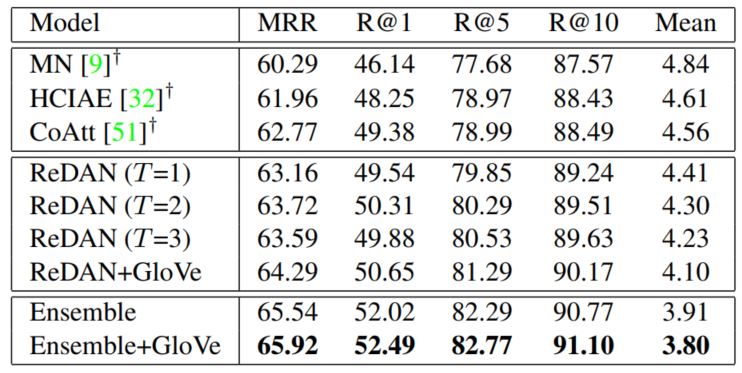 Model MRR R@1 R@5 R@10 Mean
MN [9]† 60.29 46.14 77.68 87.57 4.84
HCIAE [32]† 61.96 48.25 78.97 88.43 4.61
CoAtt [51]† 62.77 49.38 78.99 88.49 4.56
ReDAN (T=1) 63.16 49.54 79.85 89.24 4.41
ReDAN (T=2) 63.72 50.31 80.29 89.51 4.30
ReDAN (T=3) 63.59 49.88 80.53 89.63 4.23
ReDAN+GloVe 64.29 50.65 81.29 90.17 4.10
Ensemble 65.54 52.02 82.29 90.77 3.91
Ensemble+GloVe 65.92 52.49 82.77 91.10 3.80